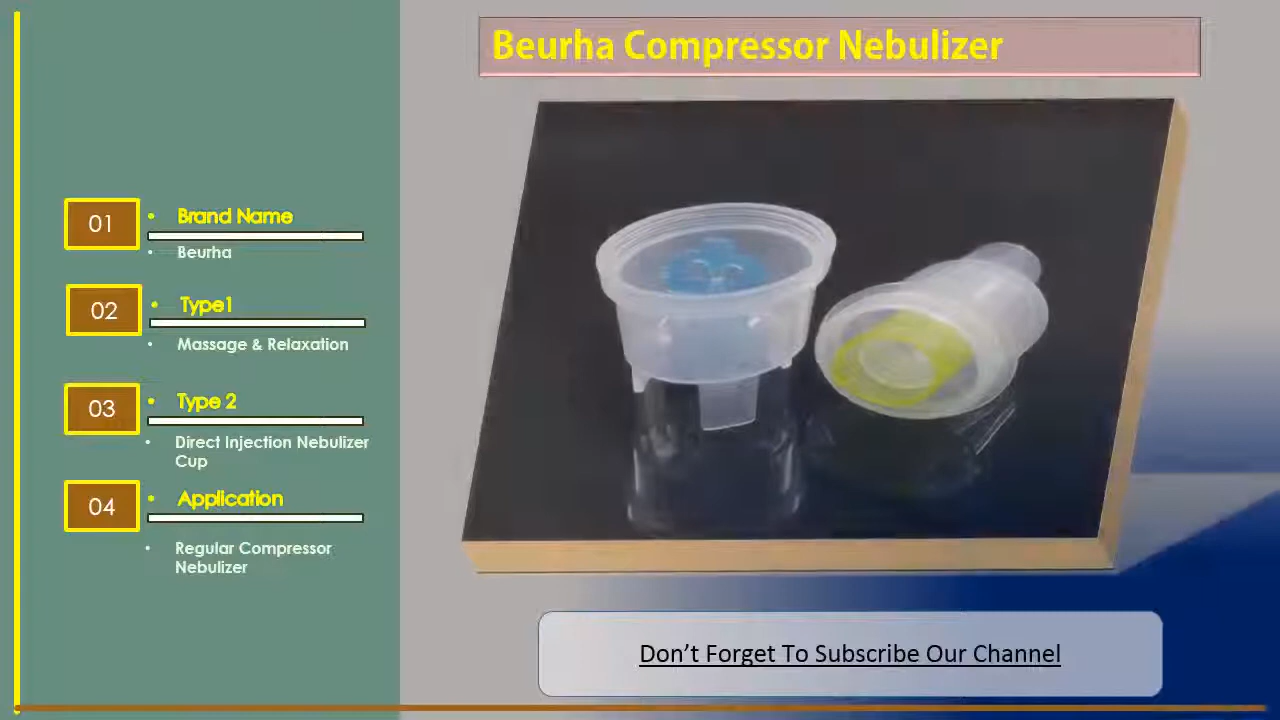 Beurha Compressor Nebulizer
01
• Brand Name
• Beurha
02
• Type1
• Massage & Relaxation
03
• Type 2
• Direct Injection Nebulizer
Cup
04
• Application
• Regular Compressor
Nebulizer
Don’t Forget To Subscribe Our Channel